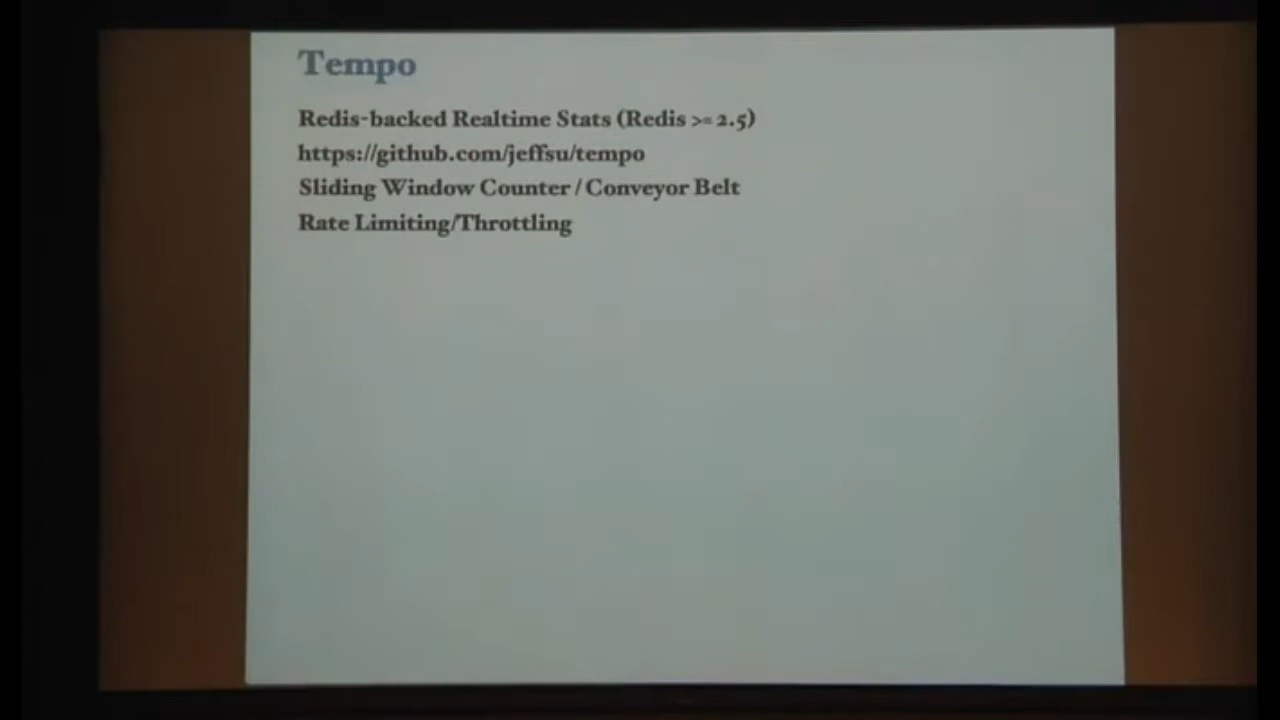 Tempo
Redis-backed Realtime Stats (Redis >= 2.5)
https://github.com/jeffsu/tempo
Sliding Window Counter / Conveyor Belt
Rate Limiting/Throttling